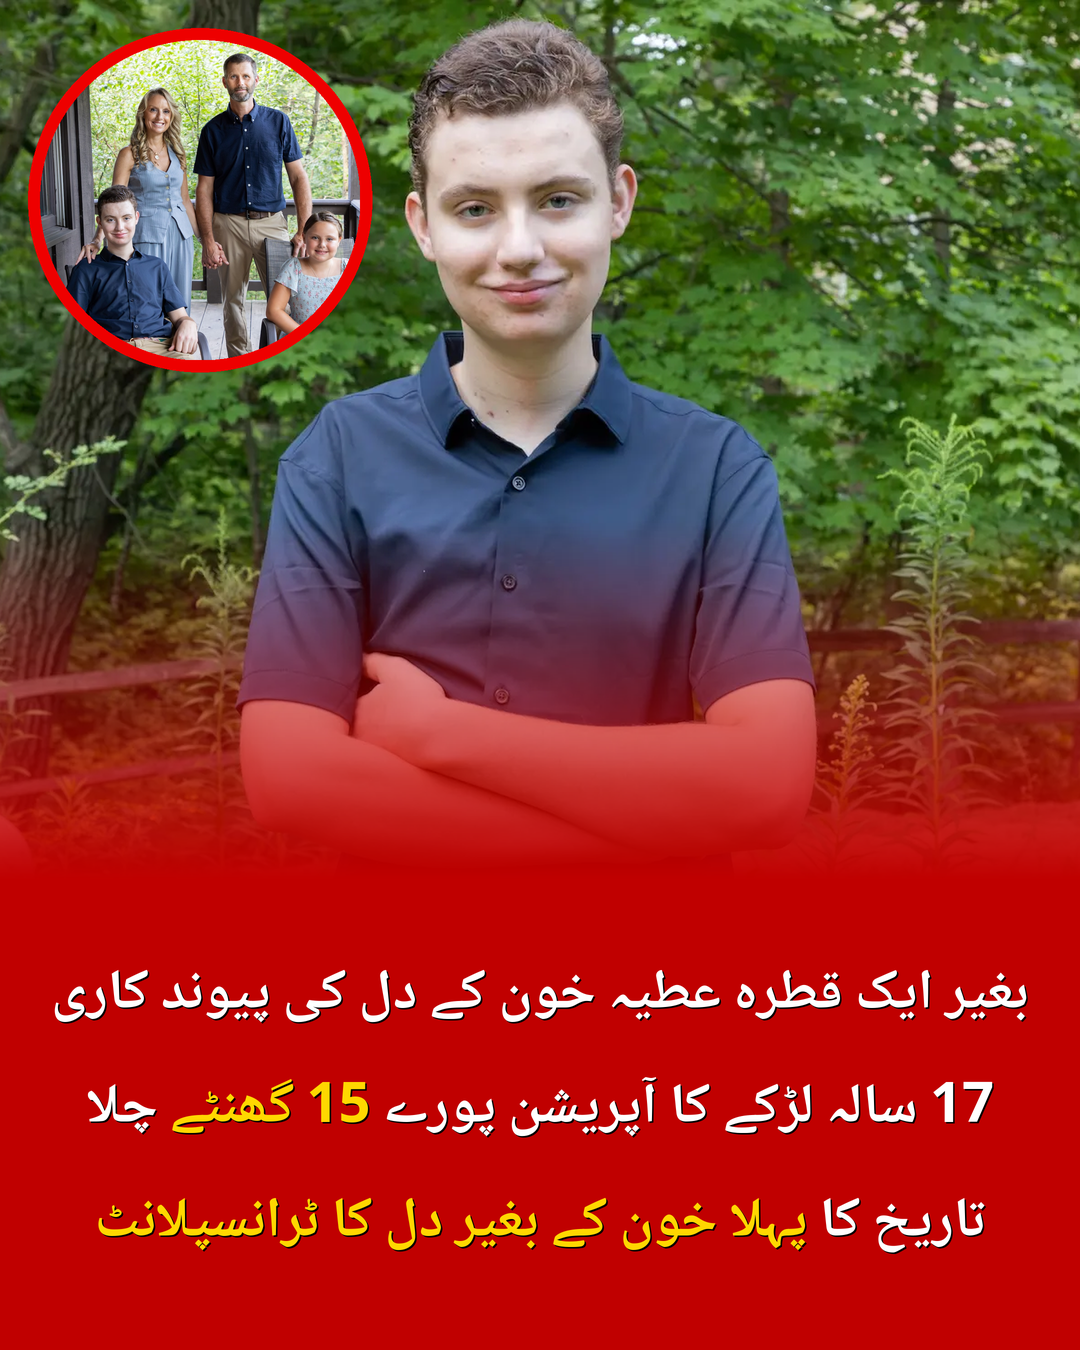 بغیر ایک قطرہ عطیہ خون کے دل کی پیوند کاری
17 سالہ لڑکے کا آپریشن پورے 15 گھنٹے چلا
تاریخ کا پہلا خون کے بغیر دل کا ٹرانسپلانٹ